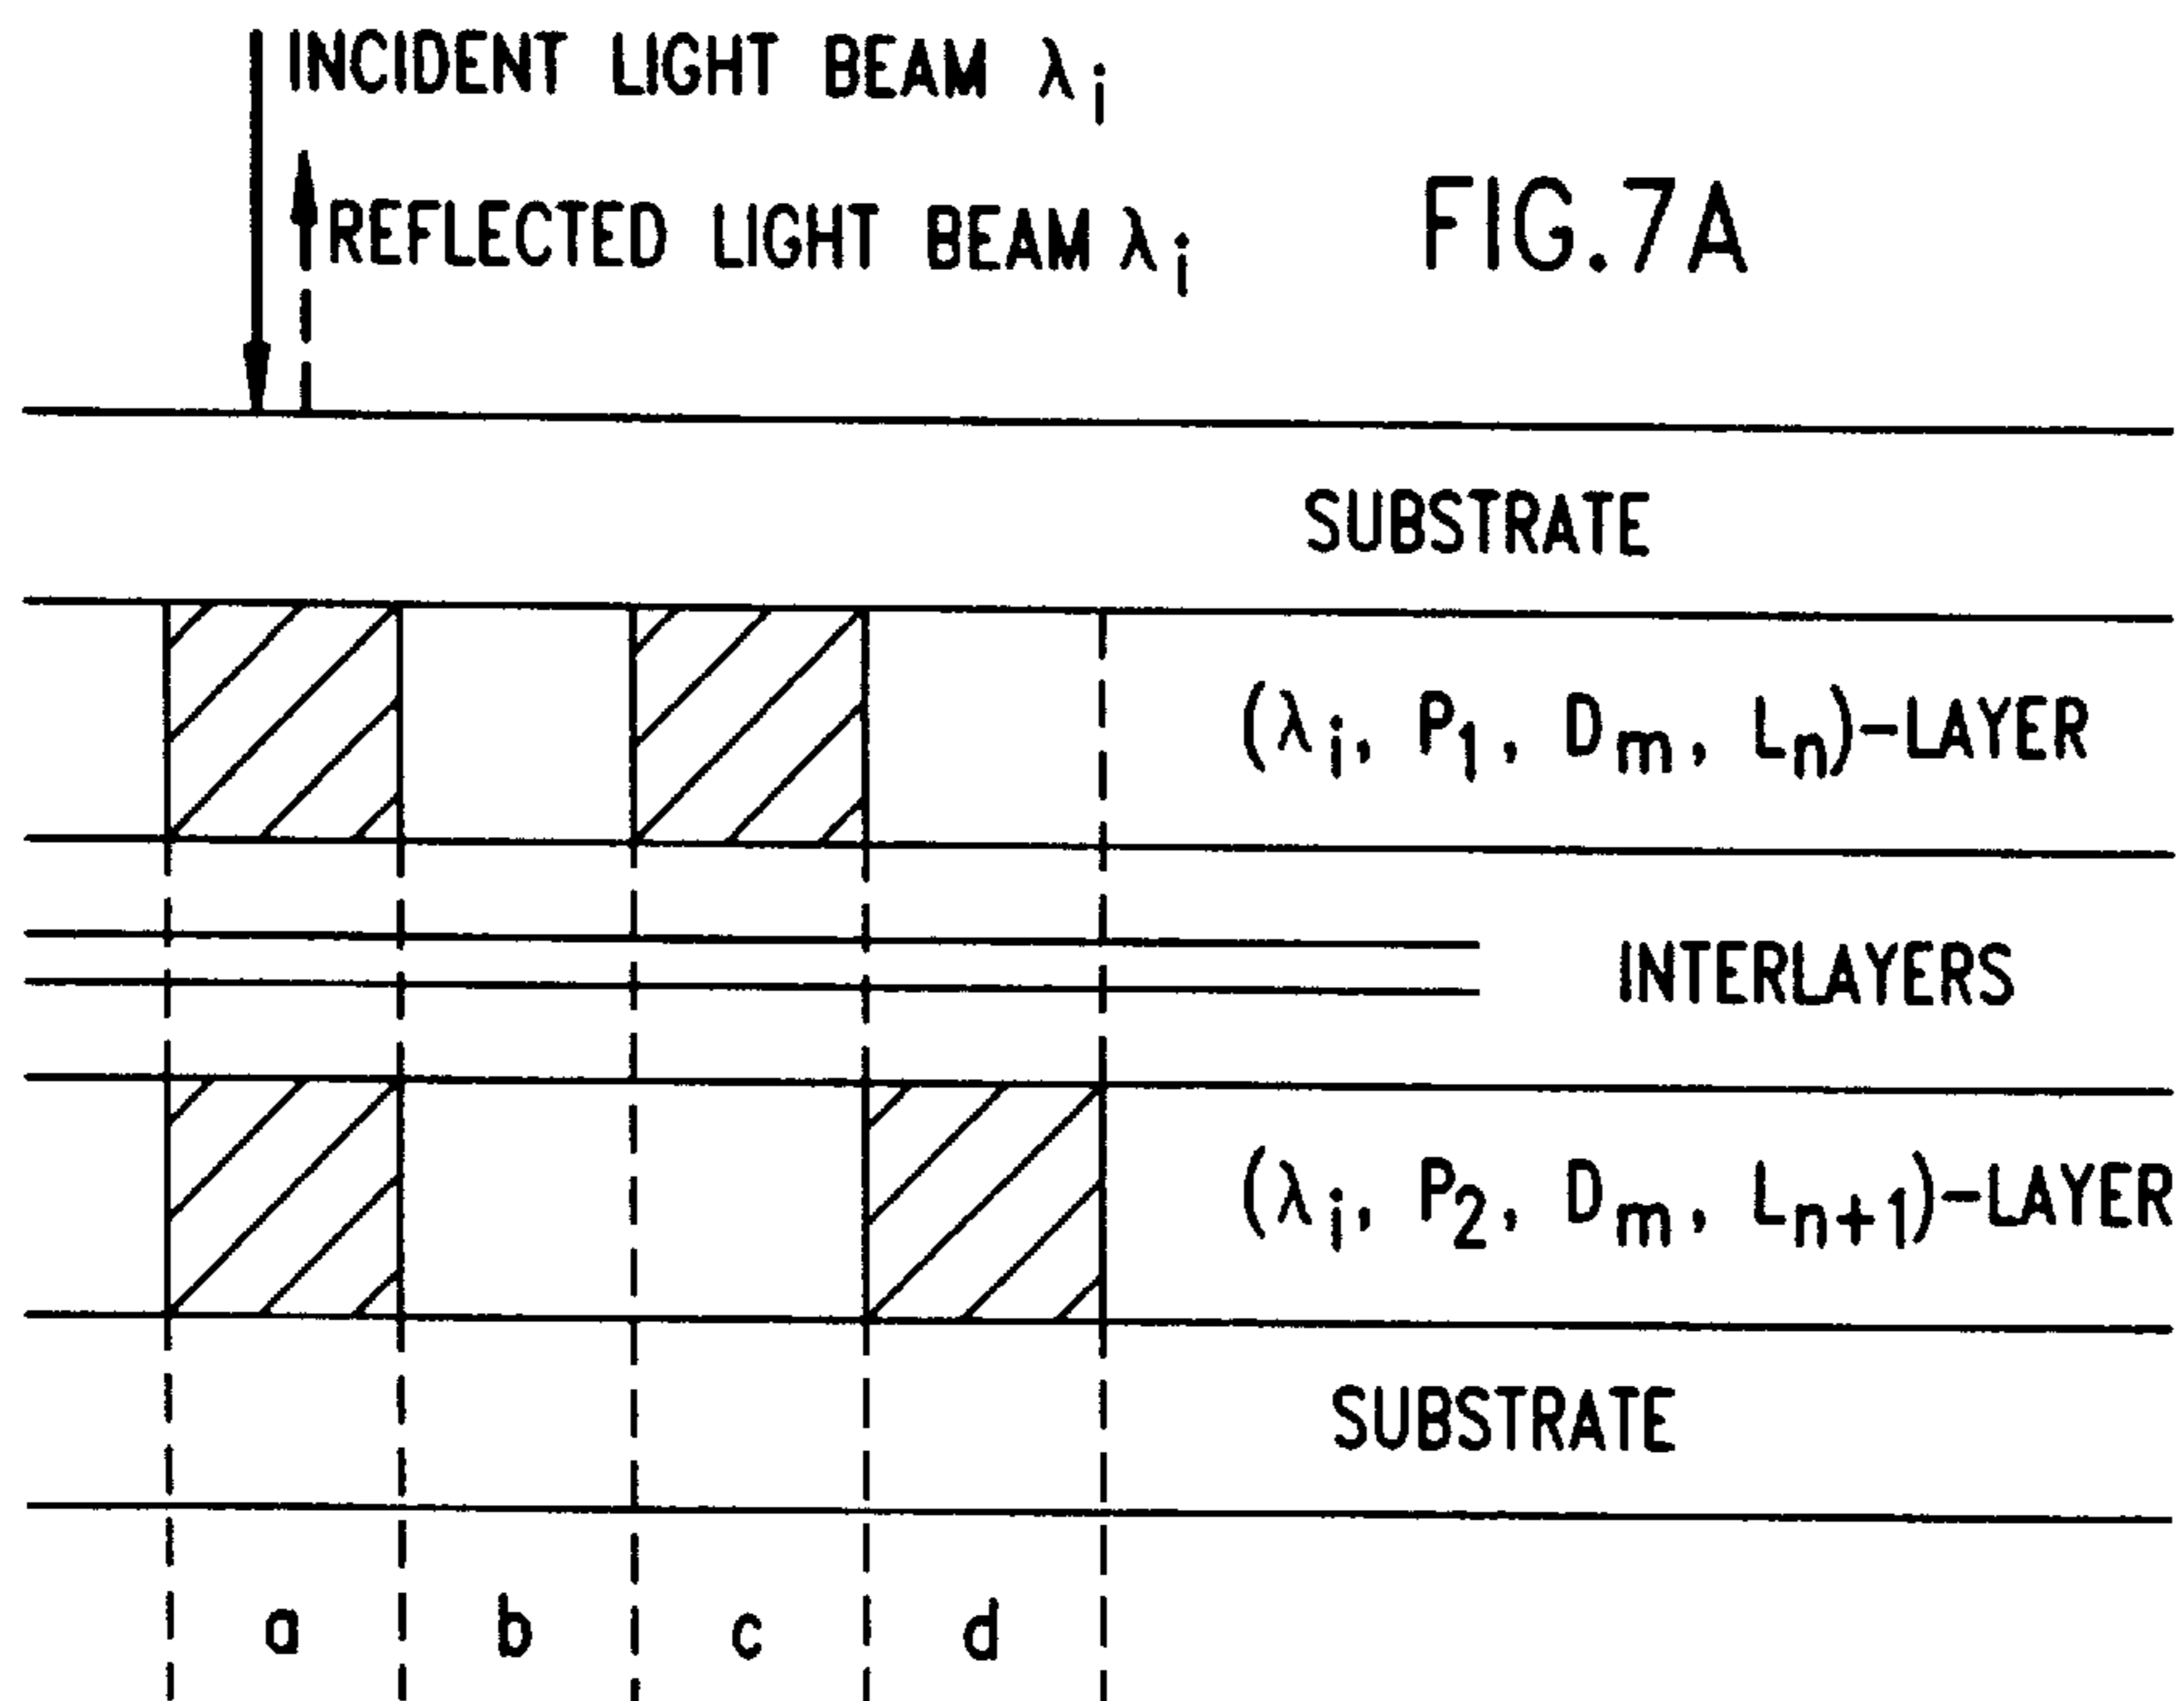 INCIDENT LIGHT BEAM λi
REFLECTED LIGHT BEAM λi
FIG.7A
SUBSTRATE
(λi, P1, Dm, Ln)-LAYER
INTERLAYERS
(λi, P2, Dm, Ln+1)-LAYER
SUBSTRATE
a b c d